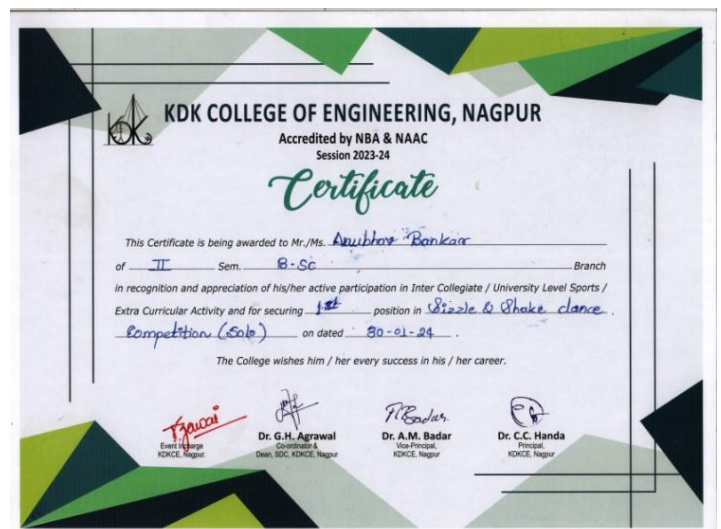 KDK
KDK COLLEGE OF ENGINEERING, NAGPUR
Accredited by NBA & NAAC
Session 2023-24
Certificate
This Certificate is being awarded to Mr./Ms. Anubhav Bankar
of II Sem. B-Sc Branch
in recognition and appreciation of his/her active participation in Inter Collegiate / University Level Sports /
Extra Curricular Activity and for securing 1st position in Sizzle & Shake dance
Competition (Solo) on dated 30-01-24 .
The College wishes him / her every success in his / her career.
Event Incharge
KDKCE, Nagpur.
Dr. G.H. Agrawal
Co-ordinator &
Dean, SDC, KDKCE, Nagpur
A.M. Badar
Dr. A.M. Badar
Vice-Principal,
KDKCE, Nagpur
Dr. C.C. Handa
Principal,
KDKCE, Nagpur